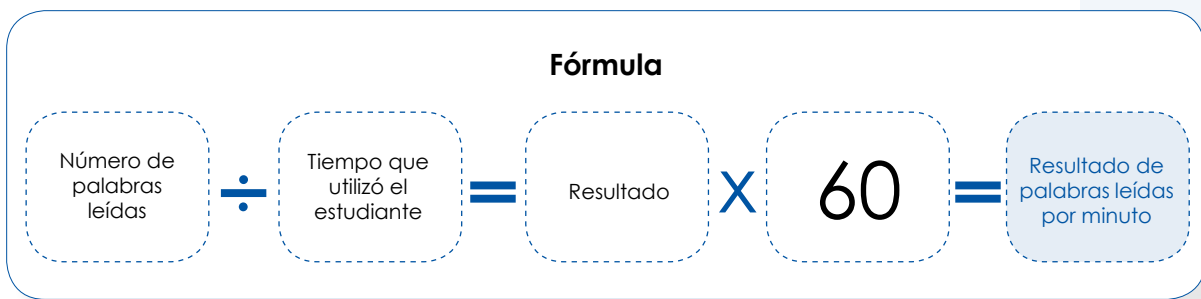 Fórmula
Número de
palabras
leídas
÷
Tiempo que
utilizó el
estudiante
=
Resultado
X
60
=
Resultado de
palabras leídas
por minuto